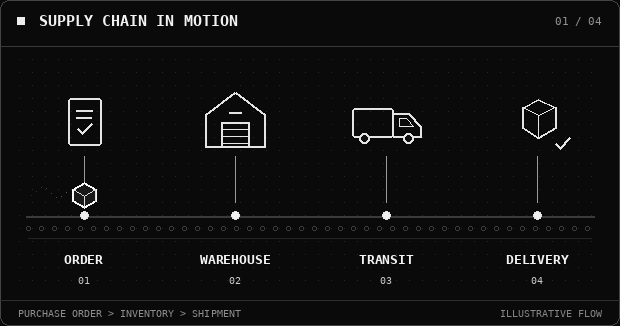 SUPPLY CHAIN IN MOTION
01 / 04
ORDER
WAREHOUSE
TRANSIT
DELIVERY
01
02
03
04
PURCHASE ORDER > INVENTORY > SHIPMENT
ILLUSTRATIVE FLOW